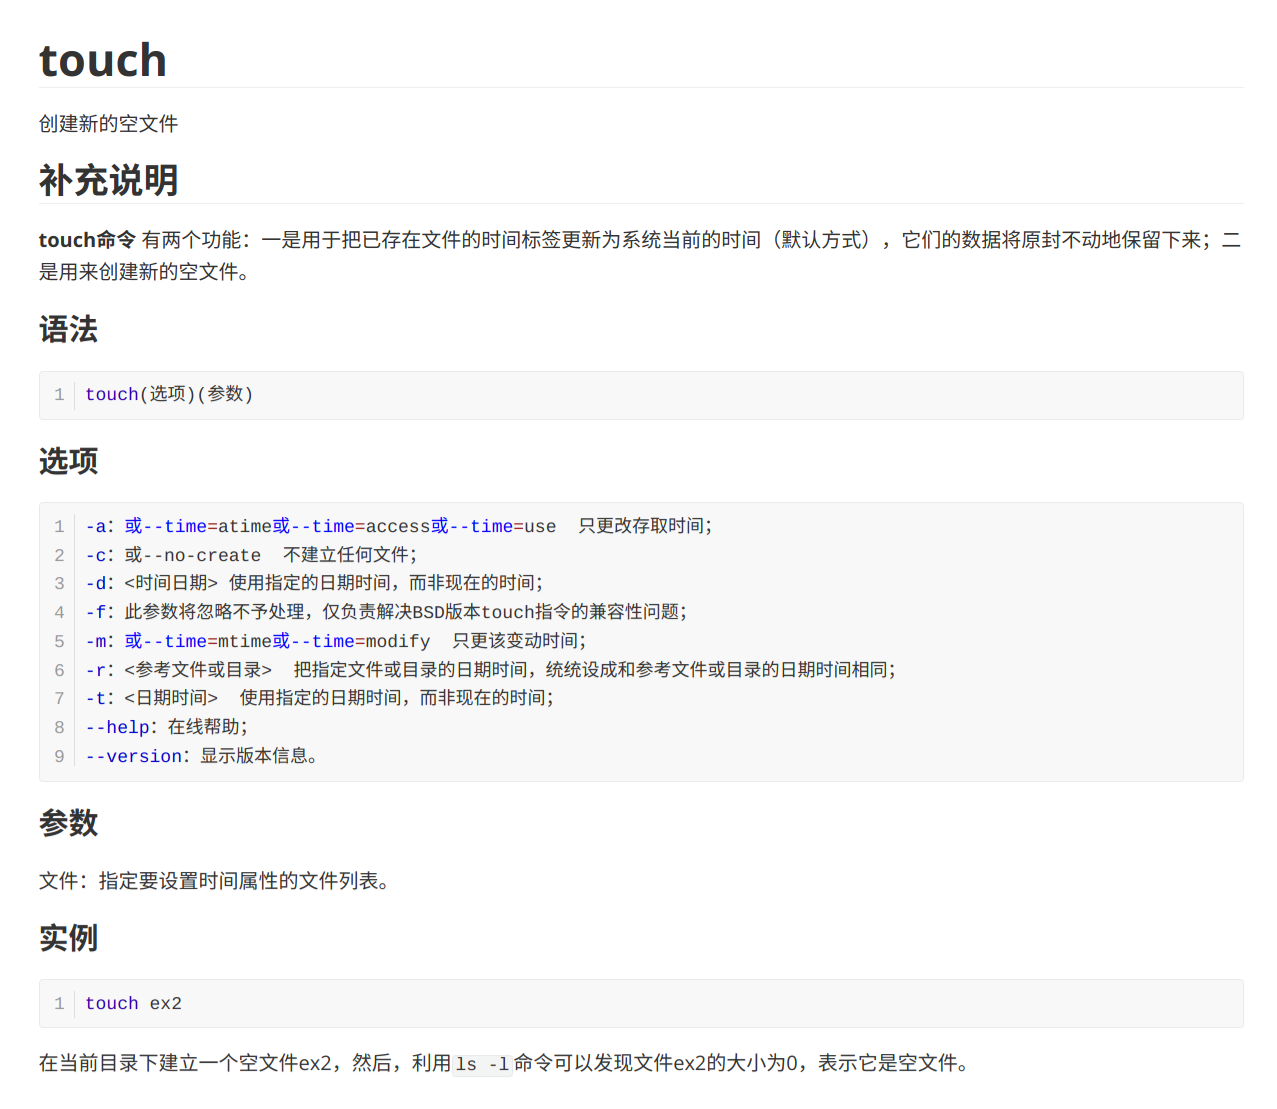 touch
创建新的空文件
补充说明
touch命令 有两个功能：一是用于把已存在文件的时间标签更新为系统当前的时间（默认方式），它们的数据将原封不动地保留下来；二
是用来创建新的空文件。
语法
1 touch(选项)(参数)
选项
1 -a：或--time=atime或--time=access或--time=use  只更改存取时间；
2 -c：或--no-create  不建立任何文件；
3 -d：<时间日期> 使用指定的日期时间，而非现在的时间；
4 -f：此参数将忽略不予处理，仅负责解决BSD版本touch指令的兼容性问题；
5 -m：或--time=mtime或--time=modify  只更该变动时间；
6 -r：<参考文件或目录>  把指定文件或目录的日期时间，统统设成和参考文件或目录的日期时间相同；
7 -t：<日期时间>  使用指定的日期时间，而非现在的时间；
8 --help：在线帮助；
9 --version：显示版本信息。
参数
文件：指定要设置时间属性的文件列表。
实例
1 touch ex2
在当前目录下建立一个空文件ex2，然后，利用ls -l命令可以发现文件ex2的大小为0，表示它是空文件。